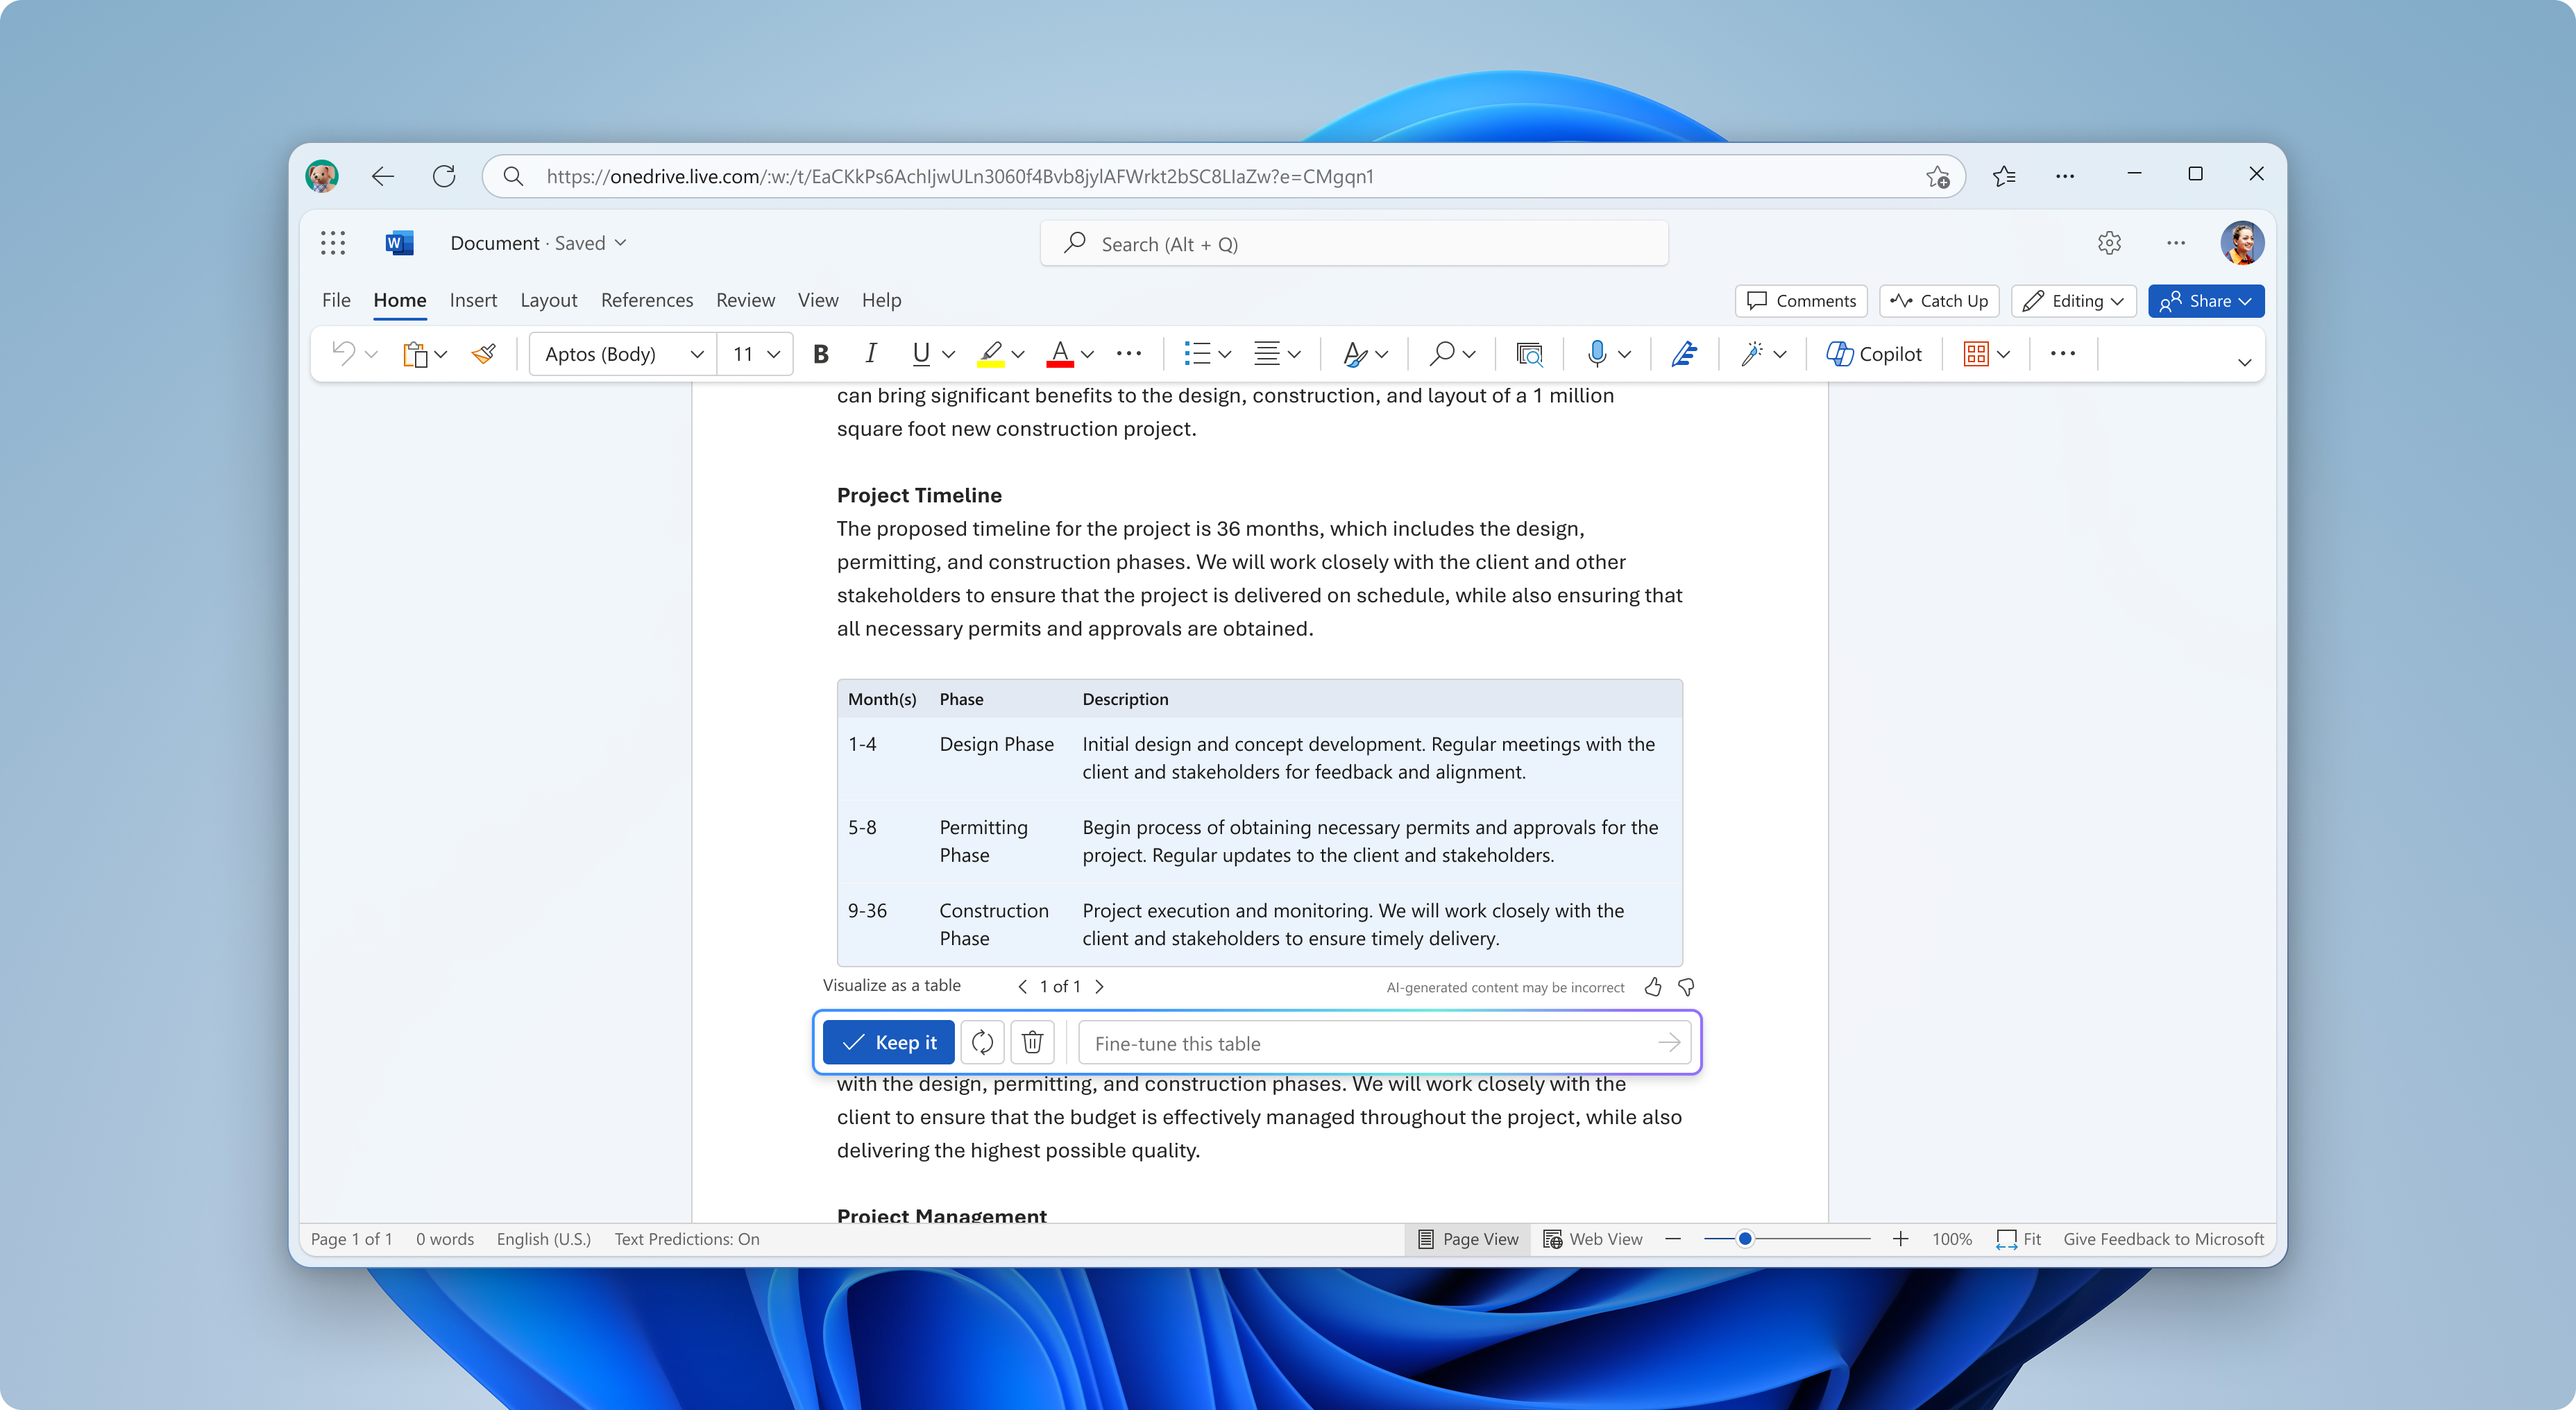 https://onedrive.live.com/:w:/t/EaCKkPs6AchIjwULn3060f4Bvb8jylAFWrkt2bSC8LIaZw?e=CMgqn1
W
Document · Saved
Search (Alt + Q)
File Home Insert Layout References Review View Help
Comments Catch Up Editing Share
Aptos (Body) 11 B I U A Copilot
can bring significant benefits to the design, construction, and layout of a 1 million
square foot new construction project.
Project Timeline
The proposed timeline for the project is 36 months, which includes the design,
permitting, and construction phases. We will work closely with the client and other
stakeholders to ensure that the project is delivered on schedule, while also ensuring that
all necessary permits and approvals are obtained.
Month(s) Phase Description
1-4 Design Phase Initial design and concept development. Regular meetings with the
client and stakeholders for feedback and alignment.
5-8 Permitting Begin process of obtaining necessary permits and approvals for the
Phase project. Regular updates to the client and stakeholders.
9-36 Construction Project execution and monitoring. We will work closely with the
Phase client and stakeholders to ensure timely delivery.
Visualize as a table 1 of 1 AI-generated content may be incorrect
Keep it Fine-tune this table
with the design, permitting, and construction phases. We will work closely with the
client to ensure that the budget is effectively managed throughout the project, while also
delivering the highest possible quality.
Project Management
Page 1 of 1 0 words English (U.S.) Text Predictions: On Page View Web View 100% Fit Give Feedback to Microsoft